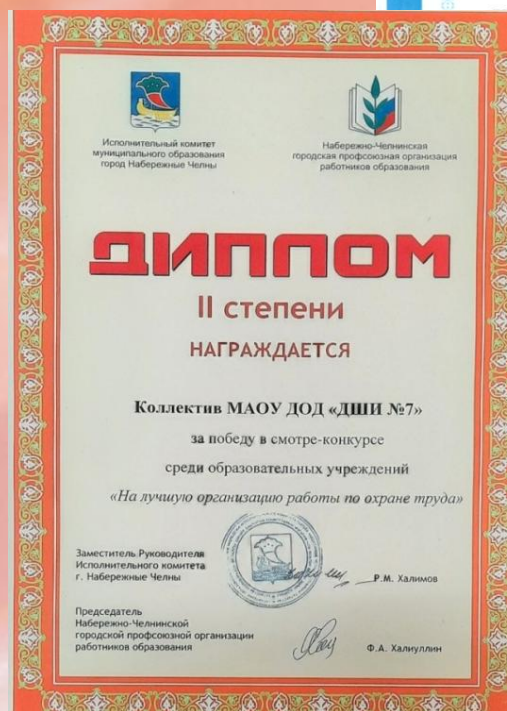 Исполнительный комитет
муниципального образования
город Набережные Челны
Набережно-Челнинская
городская профсоюзная организация
работников образования
ДИПЛОМ
II степени
НАГРАЖДАЕТСЯ
Коллектив МАОУ ДОД «ДШИ №7»
за победу в смотре-конкурсе
среди образовательных учреждений
«На лучшую организацию работы по охране труда»
Заместитель Руководителя
Исполнительного комитета
г. Набережные Челны
Р.М. Халимов
Председатель
Набережно-Челнинской
городской профсоюзной организации
работников образования
Ф.А. Халиуллин